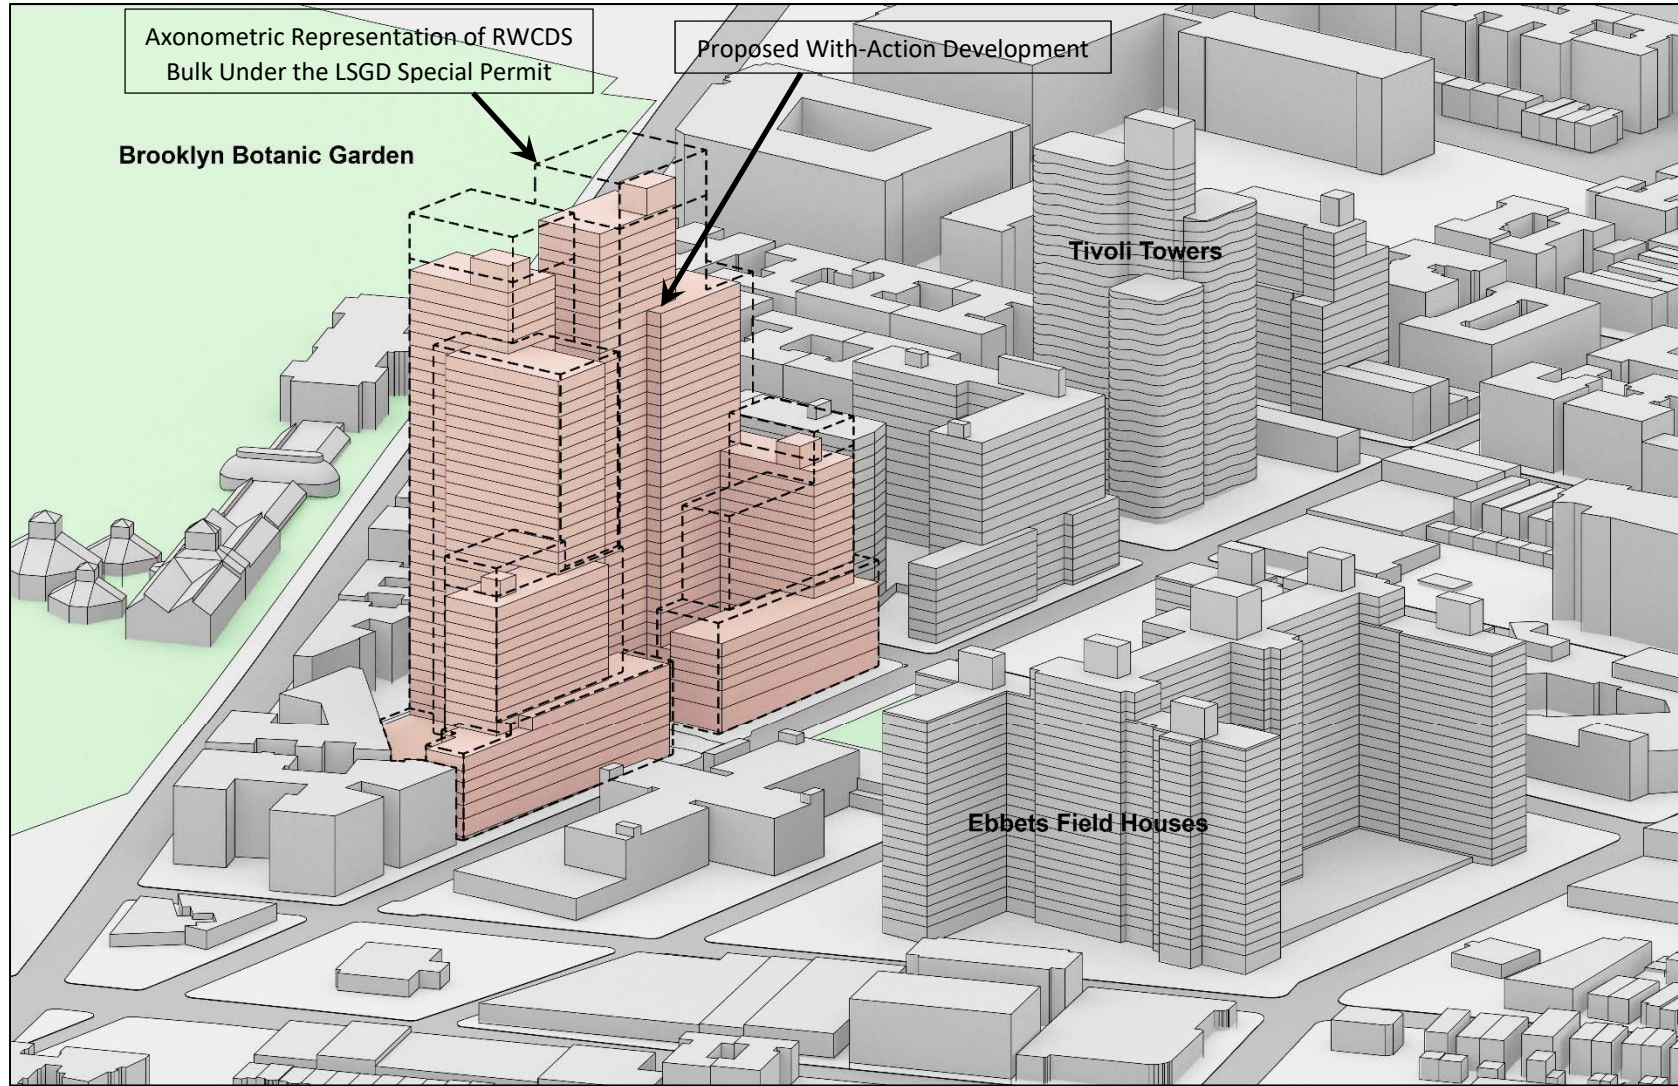 Axonometric Representation of RWCDS
Bulk Under the LSGD Special Permit
Proposed With-Action Development
Brooklyn Botanic Garden
Tivoli Towers
Ebbets Field Houses